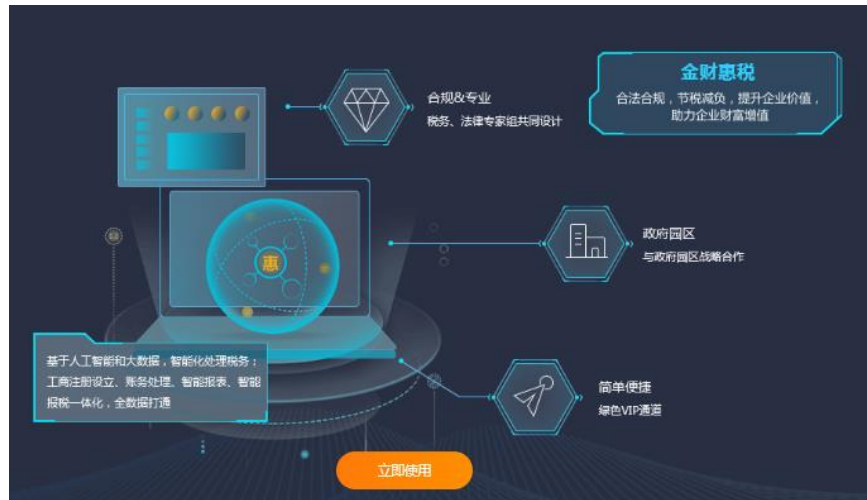 金财惠税
合法合规，节税减负，提升企业价值，
助力企业财富增值
合规&专业
税务、法律专家组共同设计
政府园区
与政府园区战略合作
惠
基于人工智能和大数据，智能化处理税务；
工商注册设立、账务处理、智能报表、智能
报税一体化，全数据打通
简单便捷
绿色VIP通道
立即使用